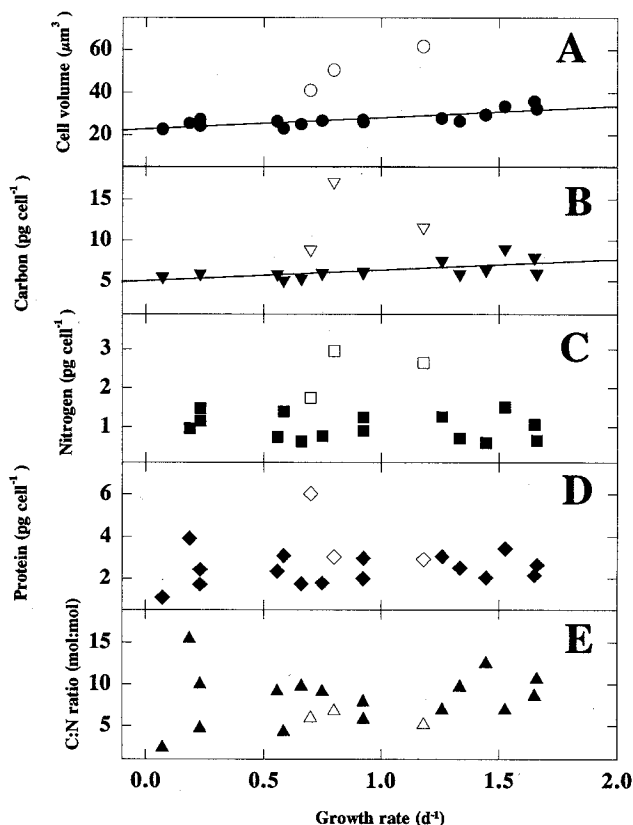 Cell volume (μm³)
60
40
20
A
Carbon (pg cell⁻¹)
15
10
5
B
Nitrogen (pg cell⁻¹)
3
2
1
C
Protein (pg cell⁻¹)
6
4
2
D
C:N ratio (mol:mol)
15
10
5
E
0.0 0.5 1.0 1.5 2.0
Growth rate (d⁻¹)